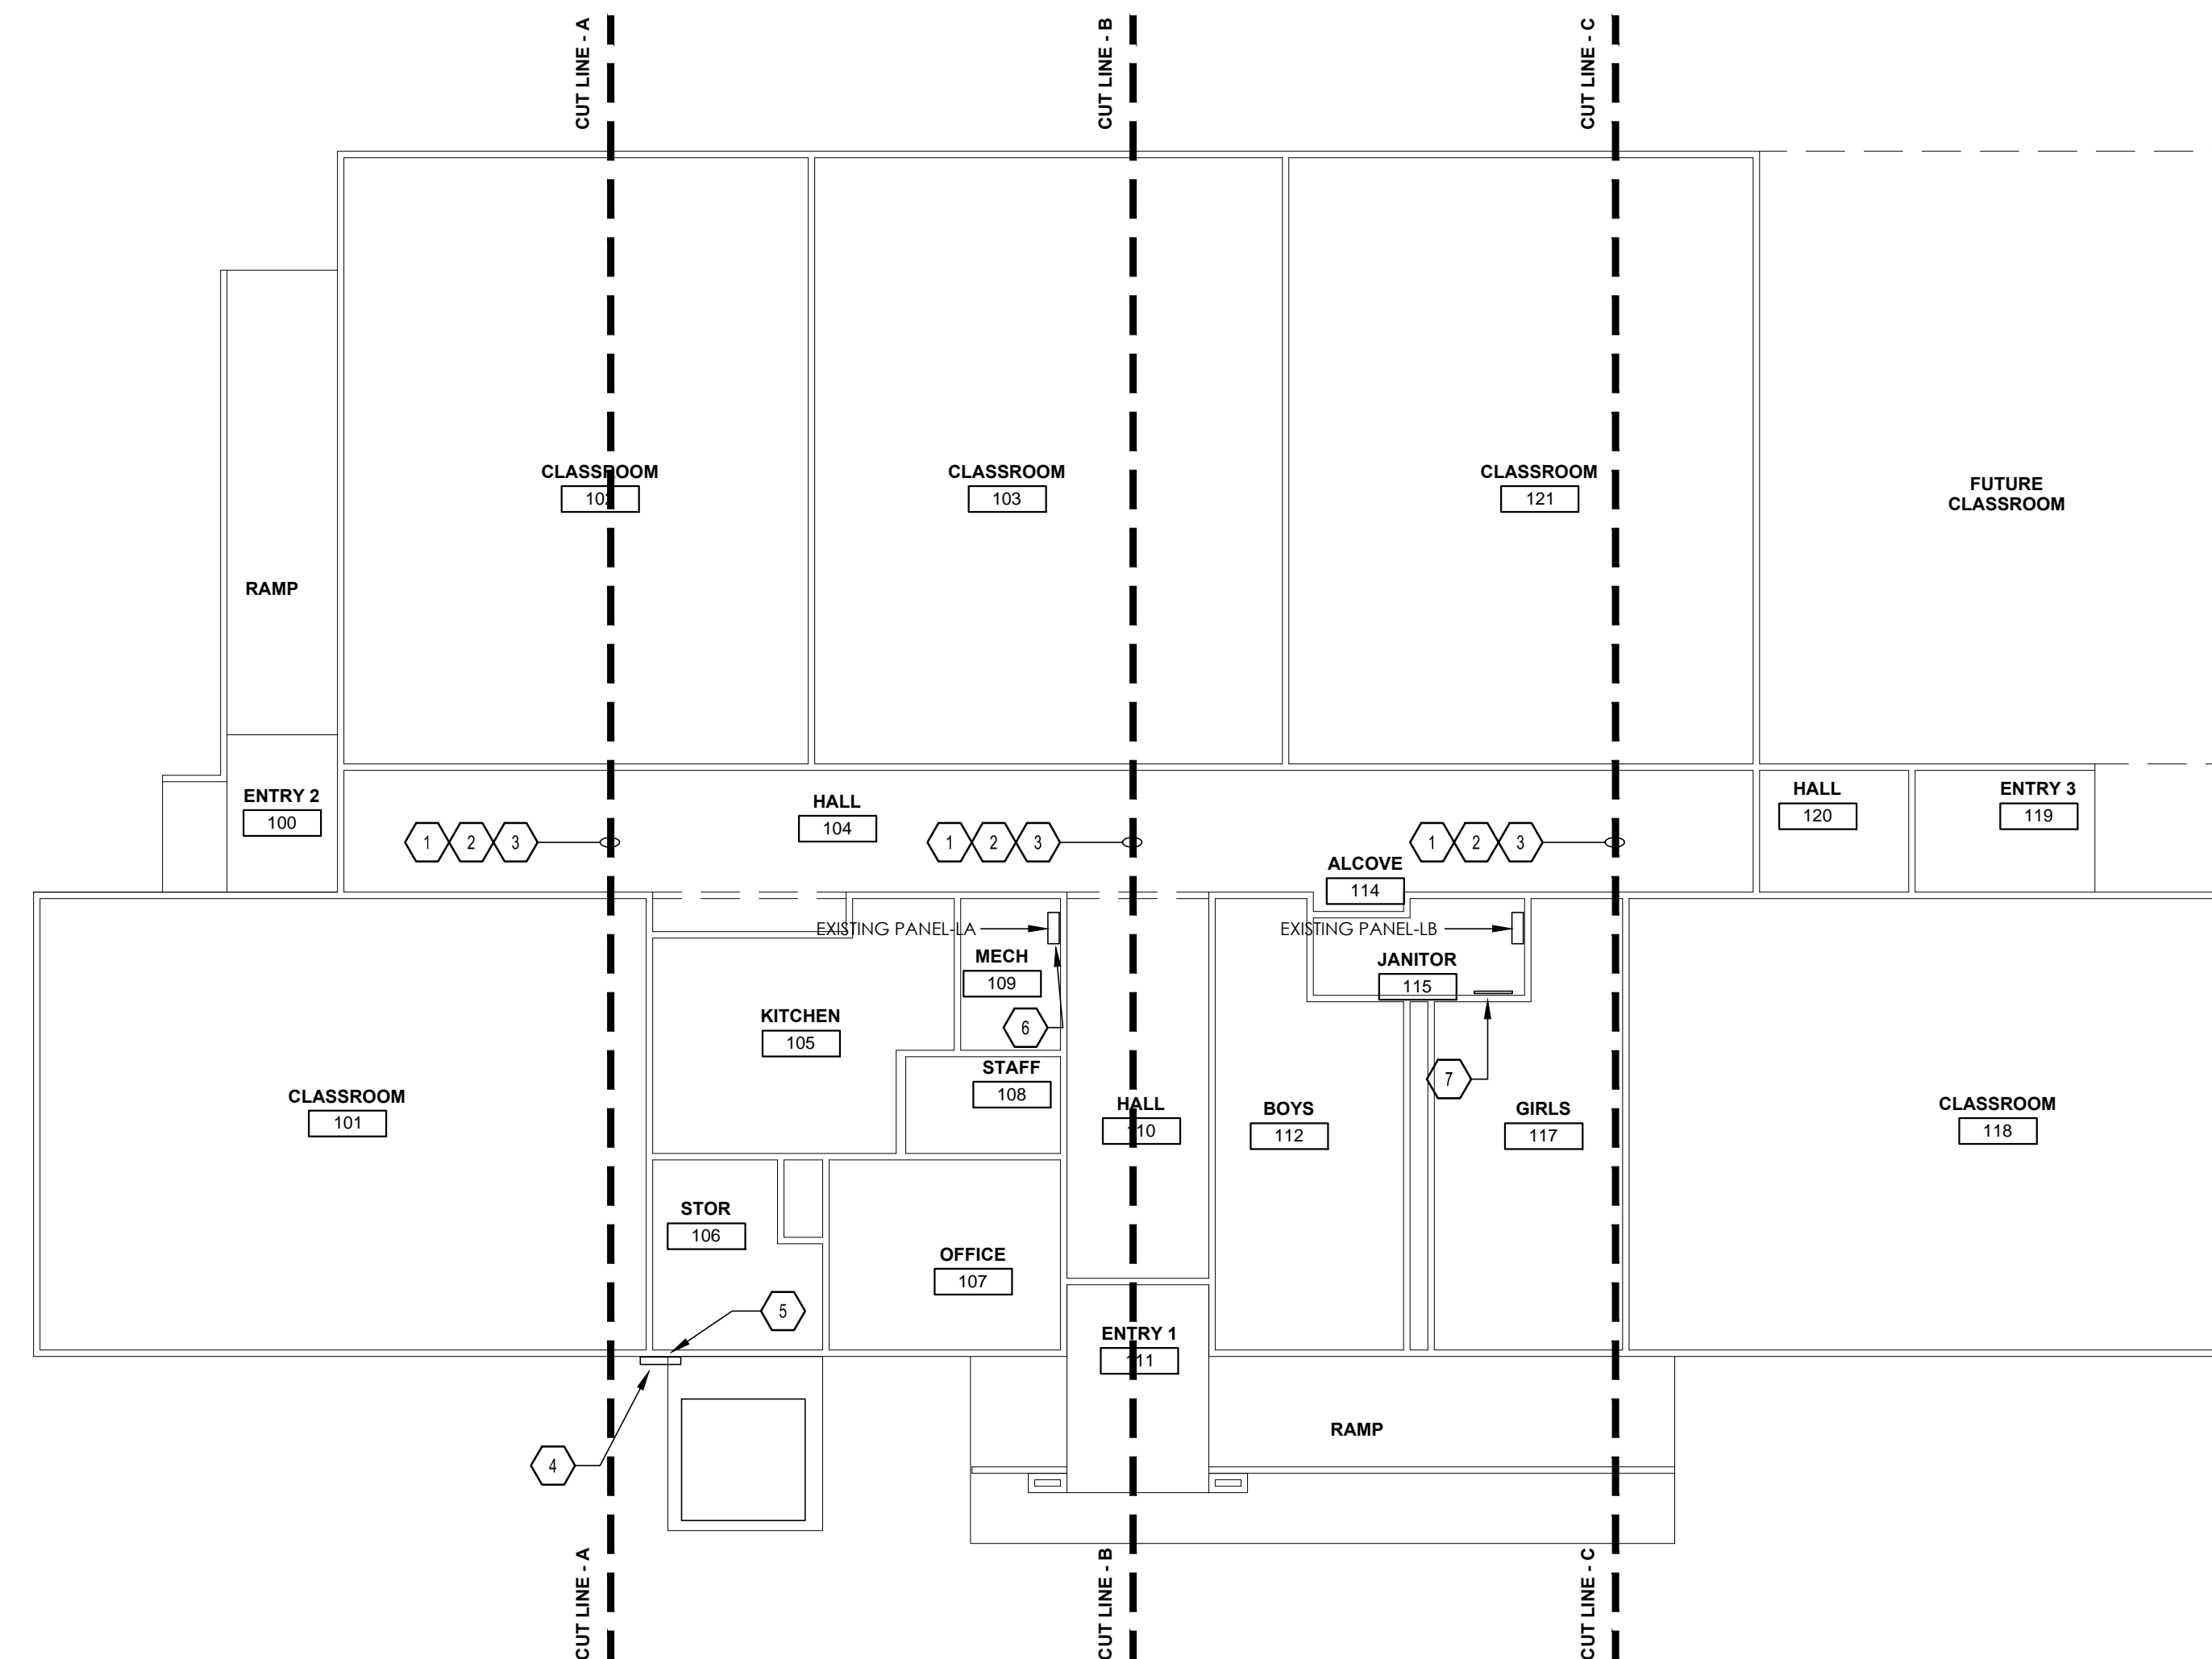 CUT LINE - A
CUT LINE - B
CUT LINE - C
CLASSROOM
102
CLASSROOM
103
CLASSROOM
121
FUTURE
CLASSROOM
RAMP
ENTRY 2
100
HALL
104
HALL
120
ENTRY 3
119
1 2 3
1 2 3
1 2 3
ALCOVE
114
EXISTING PANEL-LA
EXISTING PANEL-LB
MECH
109
JANITOR
115
KITCHEN
105
6
STAFF
108
7
CLASSROOM
101
HALL
110
BOYS
112
GIRLS
117
CLASSROOM
118
STOR
106
OFFICE
107
5
ENTRY 1
111
RAMP
4
CUT LINE - A
CUT LINE - B
CUT LINE - C